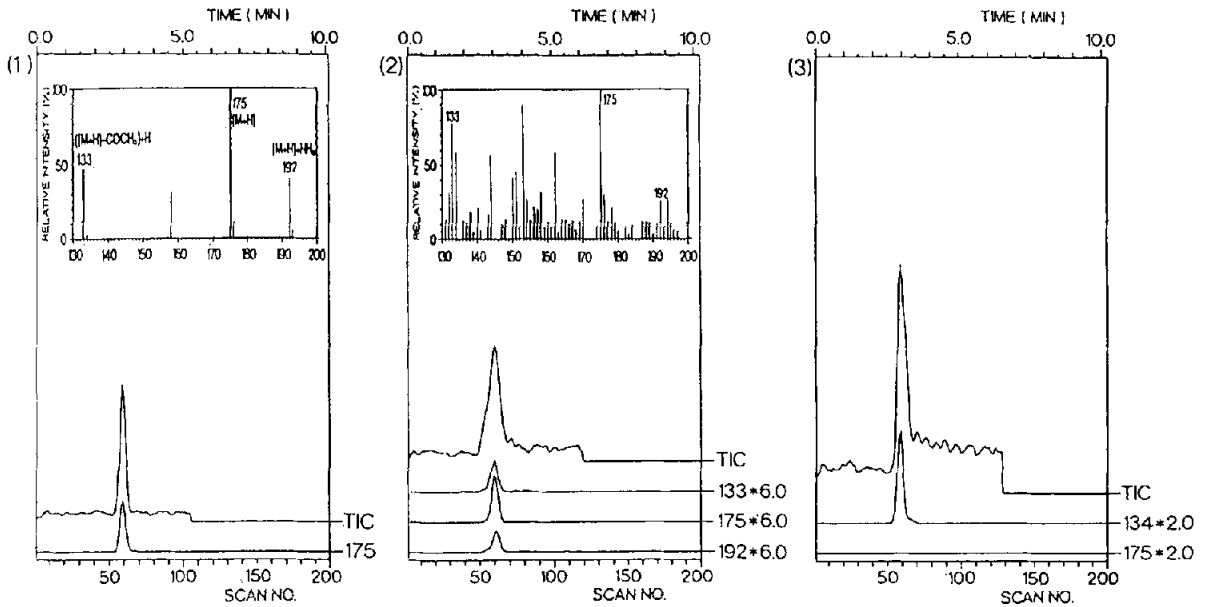 TIME (MIN)
0.0 5.0 10.0
(1)
RELATIVE INTENSITY (%)
100
50
0
175
[M+H]
([M+H]-COCH₃)+H
133
[M+H]+NH₃
192
130 140 150 160 170 180 190 200
TIC
175
50 100 150 200
SCAN NO.
TIME (MIN)
0.0 5.0 10.0
(2)
RELATIVE INTENSITY (%)
100
50
0
133
175
192
130 140 150 160 170 180 190 200
TIC
133*6.0
175*6.0
192*6.0
50 100 150 200
SCAN NO.
TIME (MIN)
0.0 5.0 10.0
(3)
TIC
134*2.0
175*2.0
50 100 150 200
SCAN NO.